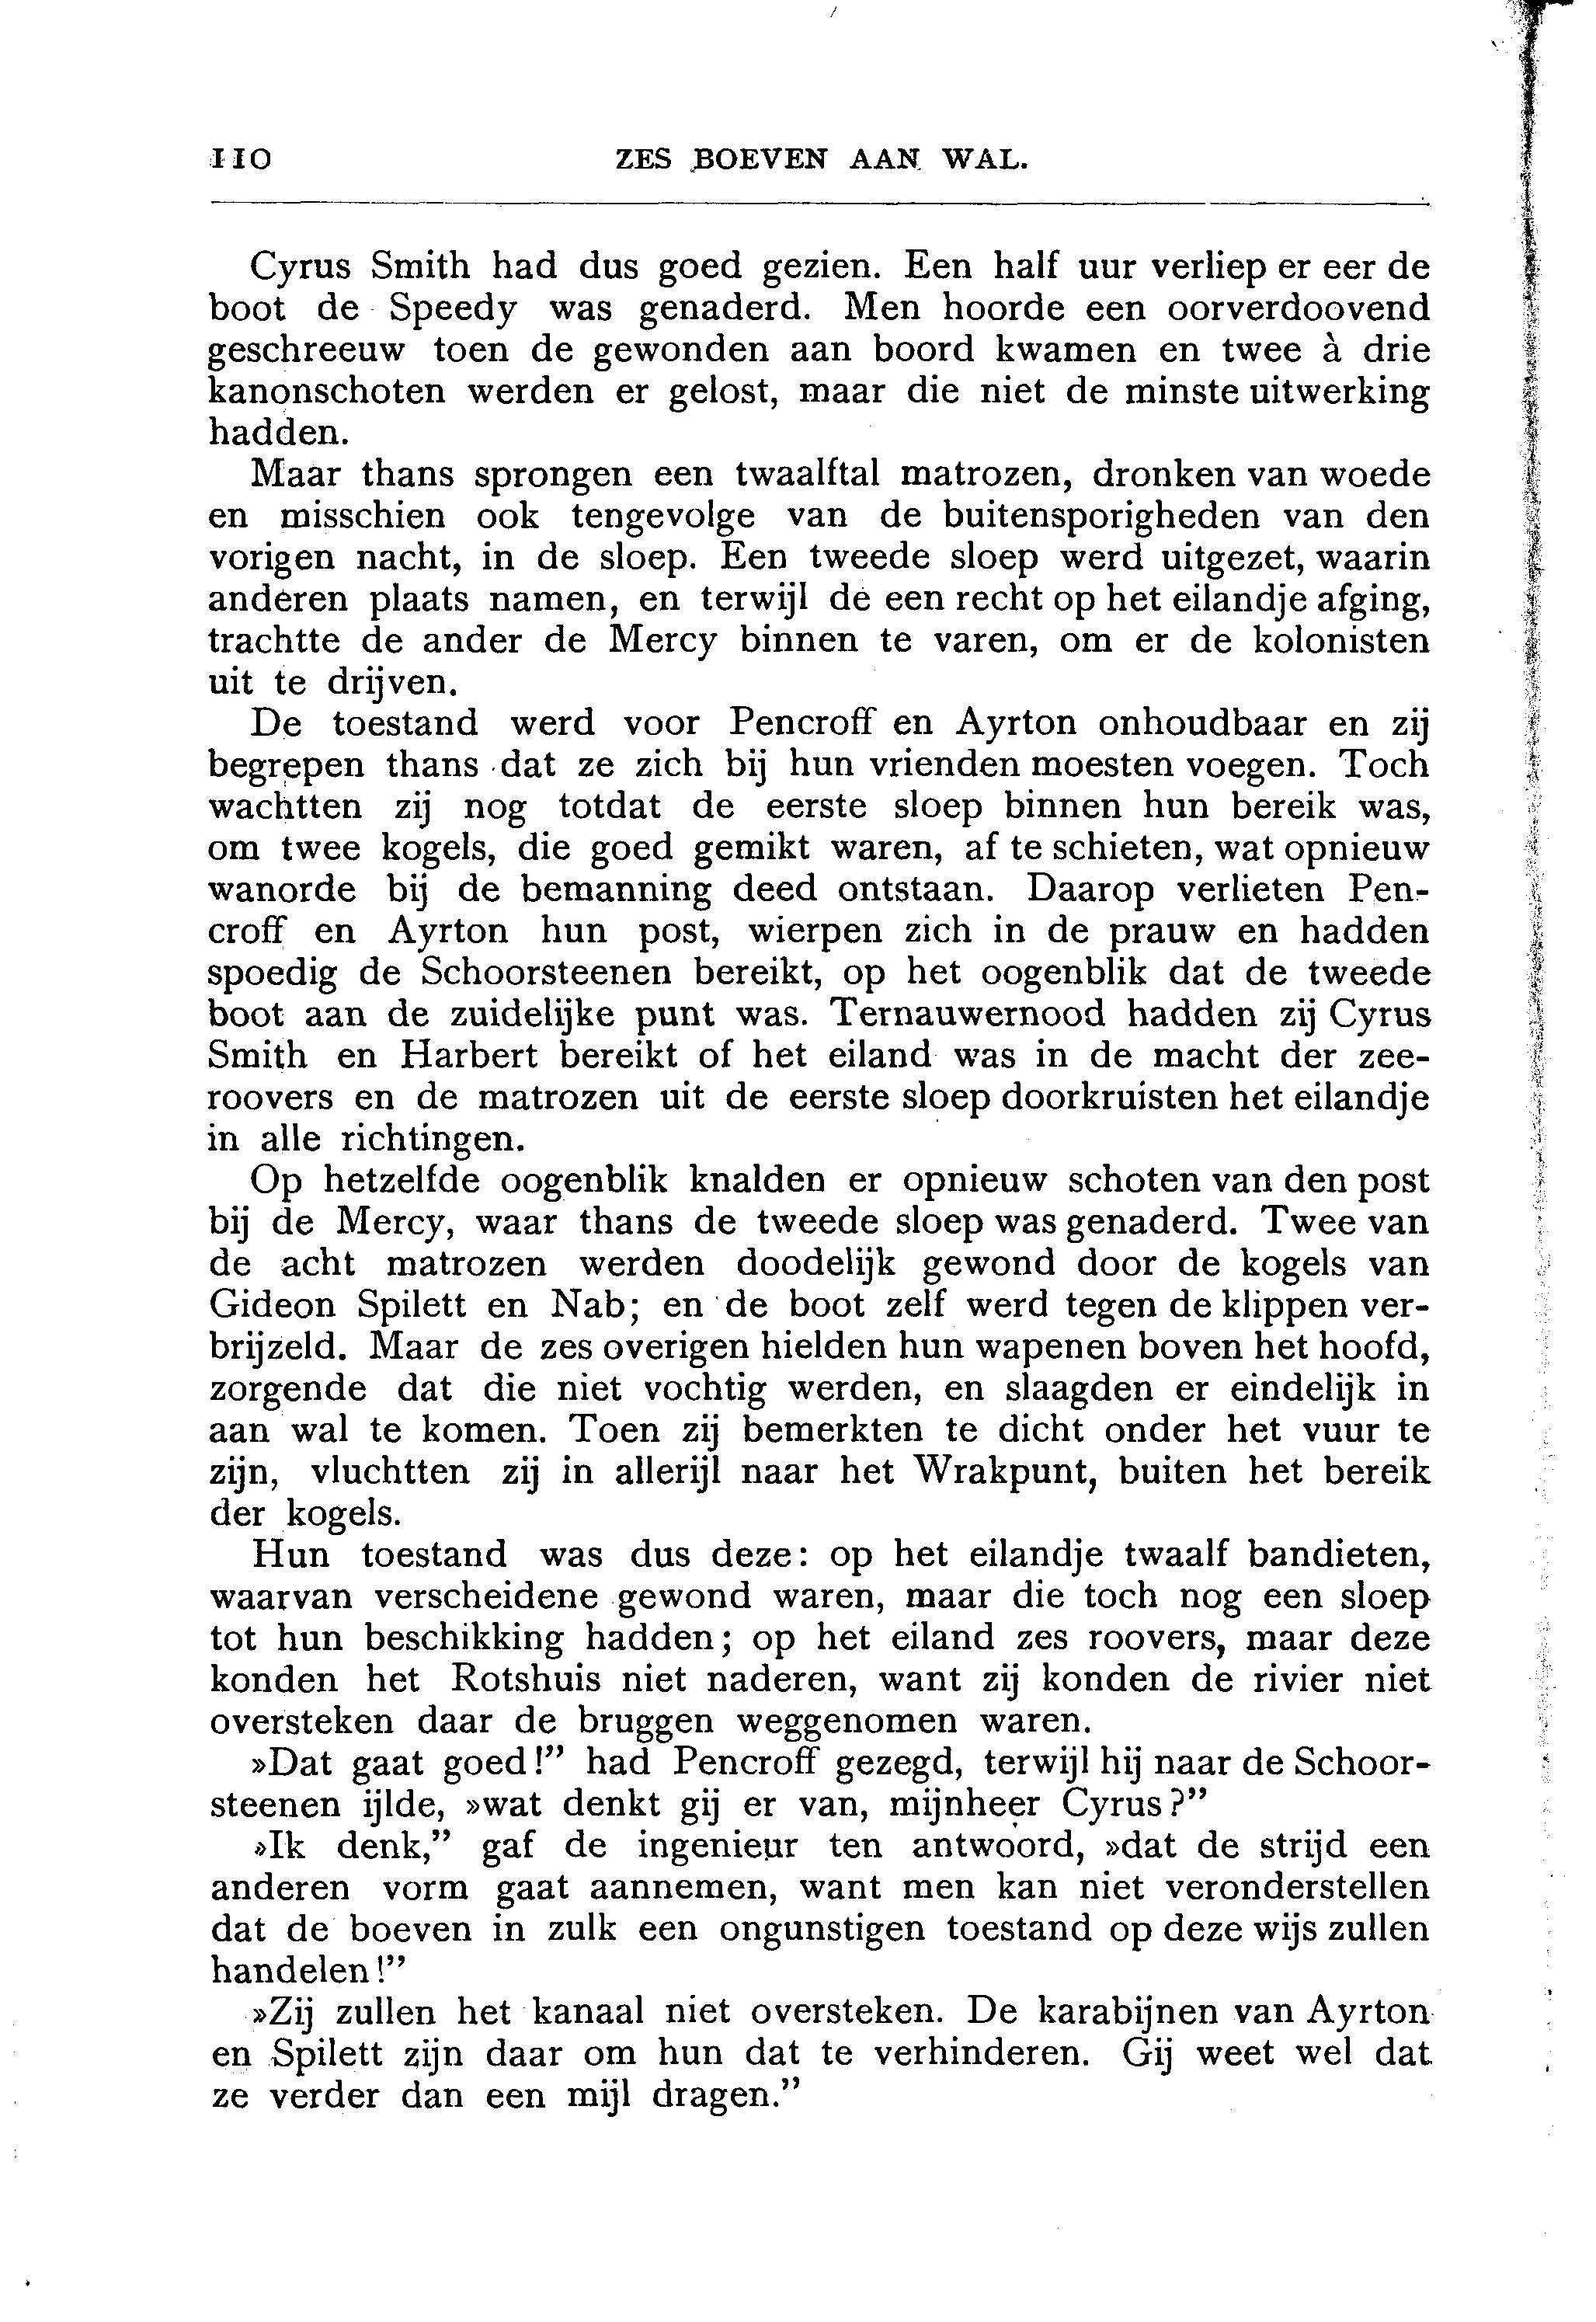 110 ZES BOEVEN AAN WAL.
Cyrus Smith had dus goed gezien. Een half uur verliep er eer de
boot de Speedy was genaderd. Men hoorde een oorverdoovend
geschreeuw toen de gewonden aan boord kwamen en twee à drie
kanonschoten werden er gelost, maar die niet de minste uitwerking
hadden.
Maar thans sprongen een twaalftal matrozen, dronken van woede
en misschien ook tengevolge van de buitensporigheden van den
vorigen nacht, in de sloep. Een tweede sloep werd uitgezet, waarin
anderen plaats namen, en terwijl de een recht op het eilandje afging,
trachtte de ander de Mercy binnen te varen, om er de kolonisten
uit te drijven.
De toestand werd voor Pencroff en Ayrton onhoudbaar en zij
begrepen thans dat ze zich bij hun vrienden moesten voegen. Toch
wachtten zij nog totdat de eerste sloep binnen hun bereik was,
om twee kogels, die goed gemikt waren, af te schieten, wat opnieuw
wanorde bij de bemanning deed ontstaan. Daarop verlieten Pen-
croff en Ayrton hun post, wierpen zich in de prauw en hadden
spoedig de Schoorsteenen bereikt, op het oogenblik dat de tweede
boot aan de zuidelijke punt was. Ternauwernood hadden zij Cyrus
Smith en Harbert bereikt of het eiland was in de macht der zee-
roovers en de matrozen uit de eerste sloep doorkruisten het eilandje
in alle richtingen.
Op hetzelfde oogenblik knalden er opnieuw schoten van den post
bij de Mercy, waar thans de tweede sloep was genaderd. Twee van
de acht matrozen werden doodelijk gewond door de kogels van
Gideon Spilett en Nab; en de boot zelf werd tegen de klippen ver-
brijzeld. Maar de zes overigen hielden hun wapenen boven het hoofd,
zorgende dat die niet vochtig werden, en slaagden er eindelijk in
aan wal te komen. Toen zij bemerkten te dicht onder het vuur te
zijn, vluchtten zij in allerijl naar het Wrakpunt, buiten het bereik
der kogels.
Hun toestand was dus deze: op het eilandje twaalf bandieten,
waarvan verscheidene gewond waren, maar die toch nog een sloep
tot hun beschikking hadden; op het eiland zes roovers, maar deze
konden het Rotshuis niet naderen, want zij konden de rivier niet
oversteken daar de bruggen weggenomen waren.
»Dat gaat goed!” had Pencroff gezegd, terwijl hij naar de Schoor-
steenen ijlde, »wat denkt gij er van, mijnheer Cyrus?”
»Ik denk,” gaf de ingenieur ten antwoord, »dat de strijd een
anderen vorm gaat aannemen, want men kan niet veronderstellen
dat de boeven in zulk een ongunstigen toestand op deze wijs zullen
handelen!”
»Zij zullen het kanaal niet oversteken. De karabijnen van Ayrton
en Spilett zijn daar om hun dat te verhinderen. Gij weet wel dat
ze verder dan een mijl dragen.”